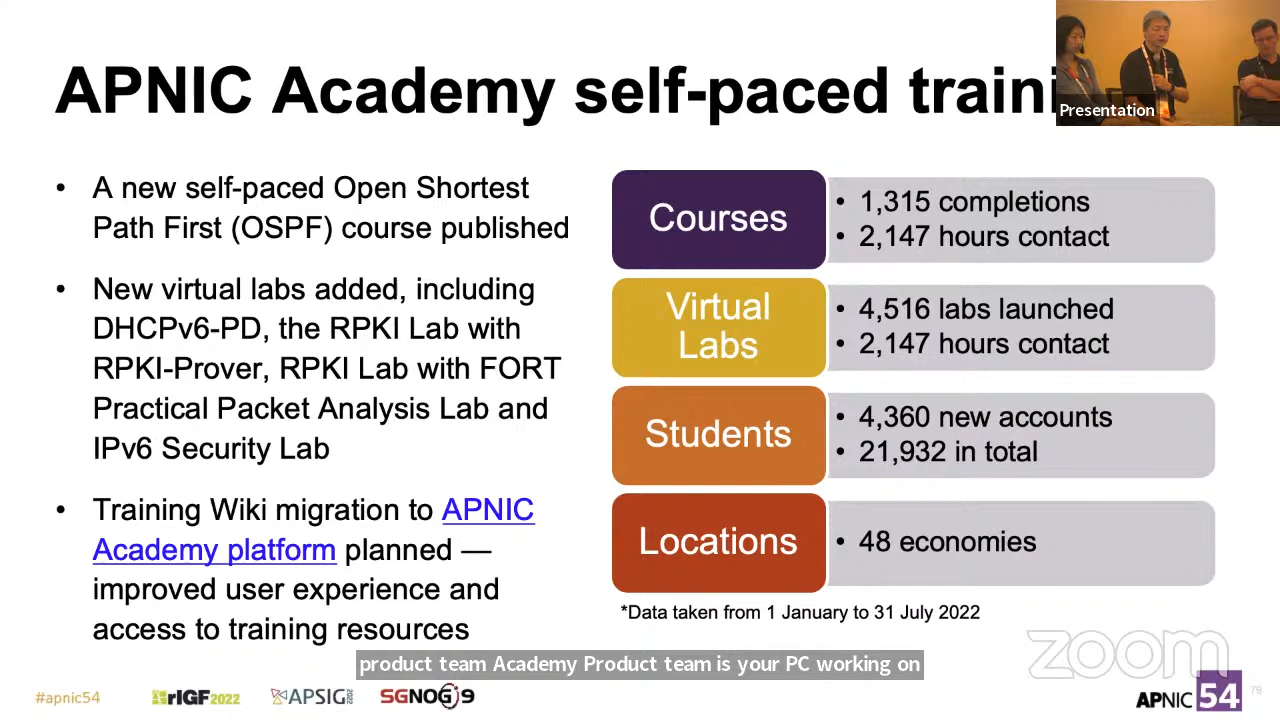 APNIC Academy self-paced traini
Presentation
• A new self-paced Open Shortest
Path First (OSPF) course published
• New virtual labs added, including
DHCPv6-PD, the RPKI Lab with
RPKI-Prover, RPKI Lab with FORT
Practical Packet Analysis Lab and
IPv6 Security Lab
• Training Wiki migration to APNIC
Academy platform planned —
improved user experience and
access to training resources
Courses
• 1,315 completions
• 2,147 hours contact
Virtual
Labs
• 4,516 labs launched
• 2,147 hours contact
Students
• 4,360 new accounts
• 21,932 in total
Locations
• 48 economies
*Data taken from 1 January to 31 July 2022
zoom
product team Academy Product team is your PC working on
#apnic54
rIGF2022
APSIG 2022
SGNOG 9
APNIC 54
79